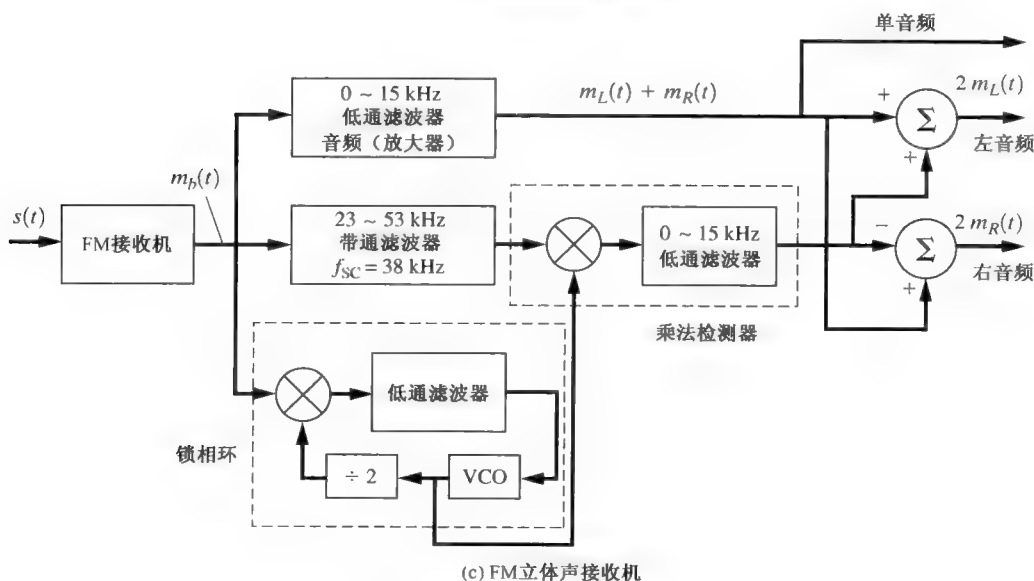 单音频
0 ~ 15 kHz
低通滤波器
音频（放大器）
m_L(t) + m_R(t)
+
Σ
+
2 m_L(t)
左音频
s(t)
FM接收机
m_b(t)
23 ~ 53 kHz
带通滤波器
f_SC = 38 kHz
0 ~ 15 kHz
低通滤波器
−
Σ
+
2 m_R(t)
右音频
乘法检测器
低通滤波器
锁相环
÷ 2
VCO
(c) FM立体声接收机